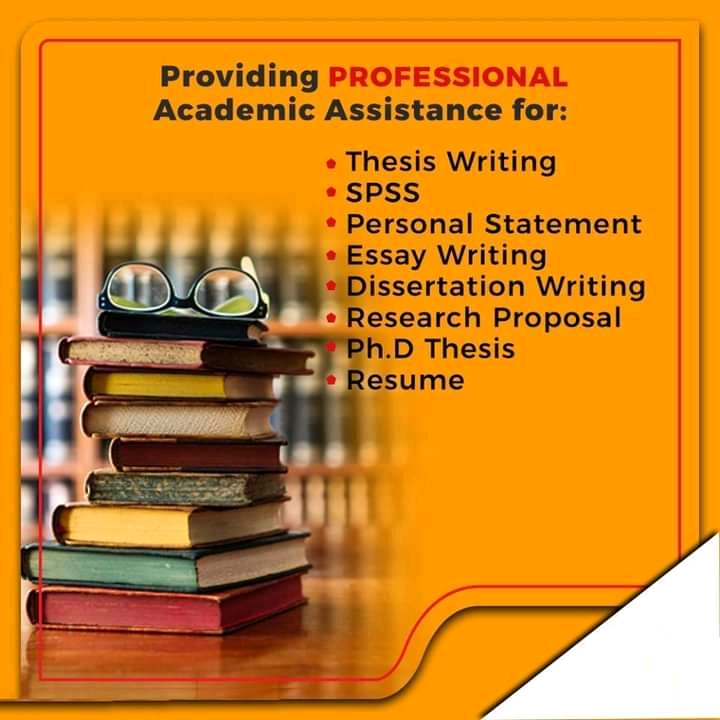 Providing PROFESSIONAL
Academic Assistance for:
Thesis Writing
SPSS
Personal Statement
Essay Writing
Dissertation Writing
Research Proposal
Ph.D Thesis
Resume